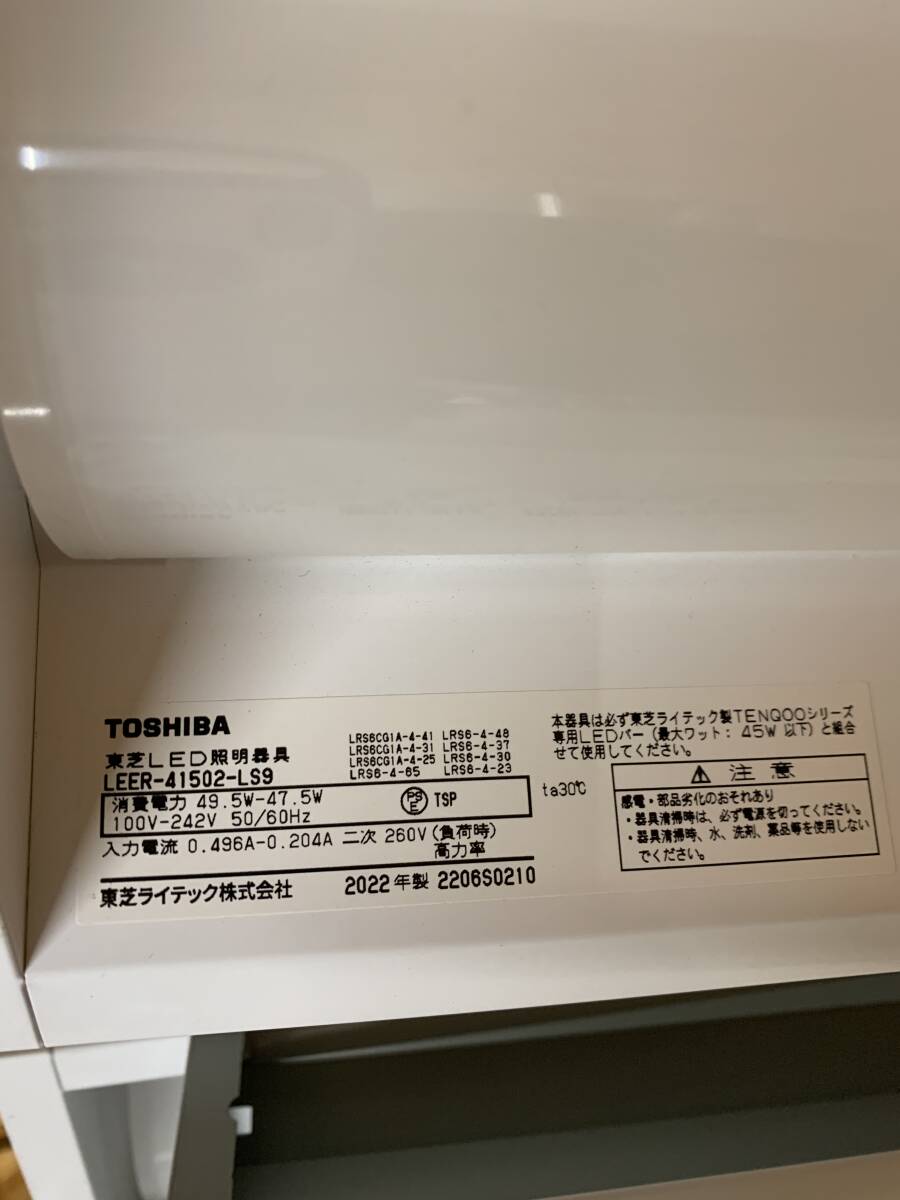 TOSHIBA
東芝LED照明器具
LEER-41502-LS9
LRS6CG1A-4-41 LRS6-4-48
LRS6CG1A-4-31 LRS6-4-37
LRS6CG1A-4-25 LRS6-4-30
LRS6-4-65 LRS6-4-23
消費電力 49.5W-47.5W
100V-242V 50/60Hz
PS
E
TSP
入力電流 0.496A-0.204A 二次 260V(負荷時)
高力率
東芝ライテック株式会社
2022年製 2206S0210
ta30℃
本器具は必ず東芝ライテック製TENQOOシリーズ
専用LEDバー(最大ワット: 45W以下)と組合
せて使用してください。
⚠ 注意
感電・部品劣化のおそれあり
・器具清掃時は、必ず電源を切ってください。
・器具清掃時、水、洗剤、薬品等を使用しない
でください。